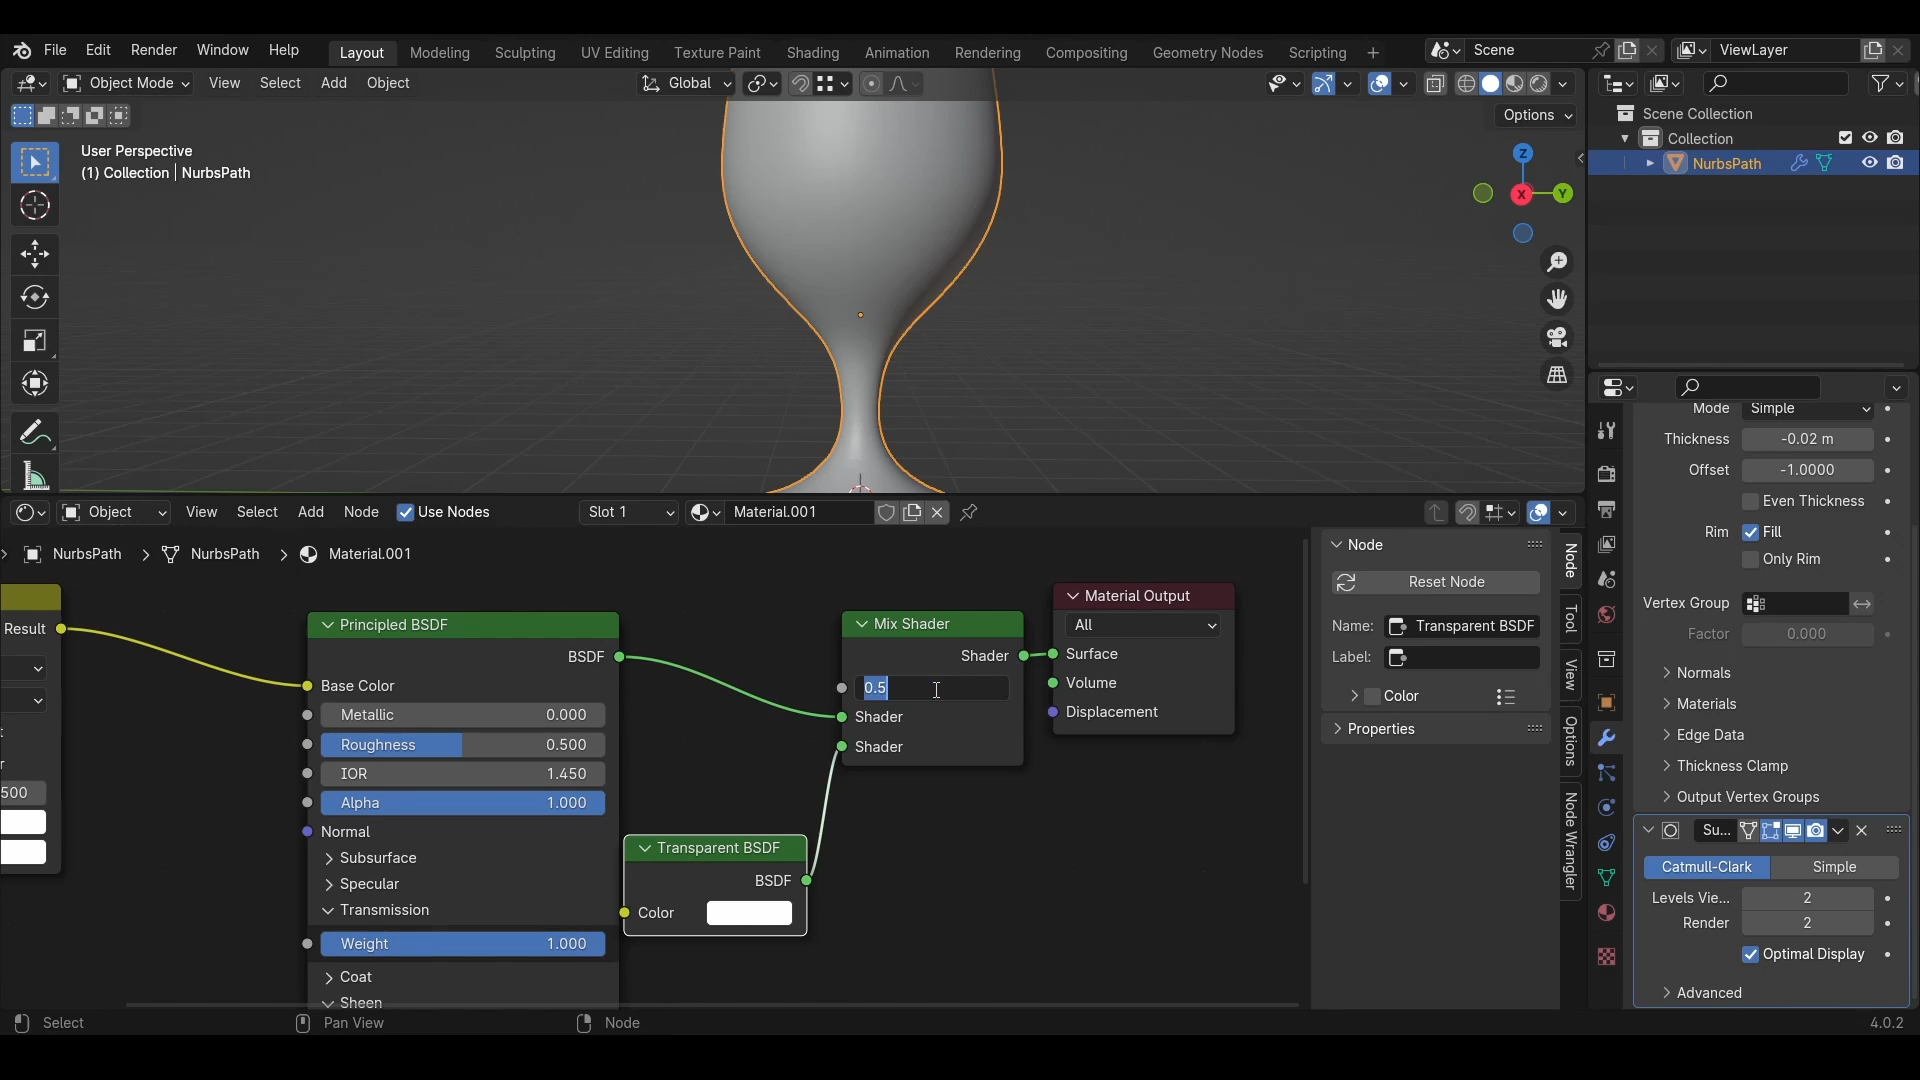 File Edit Render Window Help Layout Modeling Sculpting UV Editing Texture Paint Shading Animation Rendering Compositing Geometry Nodes Scripting + Scene ViewLayer
Object Mode View Select Add Object Global
Options
User Perspective
(1) Collection | NurbsPath
Z
X
Y
Scene Collection
Collection
NurbsPath
Object View Select Add Node Use Nodes Slot 1 Material.001
NurbsPath > NurbsPath > Material.001
Result
500
Principled BSDF
BSDF
Base Color
Metallic 0.000
Roughness 0.500
IOR 1.450
Alpha 1.000
Normal
Subsurface
Specular
Transmission
Weight 1.000
Coat
Sheen
Transparent BSDF
BSDF
Color
Mix Shader
Shader
0.5
Shader
Shader
Material Output
All
Surface
Volume
Displacement
Node
Reset Node
Name: Transparent BSDF
Label:
Color
Properties
Node
Tool
View
Options
Node Wrangler
Mode Simple
Thickness -0.02 m
Offset -1.0000
Even Thickness
Rim Fill
Only Rim
Vertex Group
Factor 0.000
Normals
Materials
Edge Data
Thickness Clamp
Output Vertex Groups
Su...
Catmull-Clark Simple
Levels Vie... 2
Render 2
Optimal Display
Advanced
Select Pan View Node 4.0.2